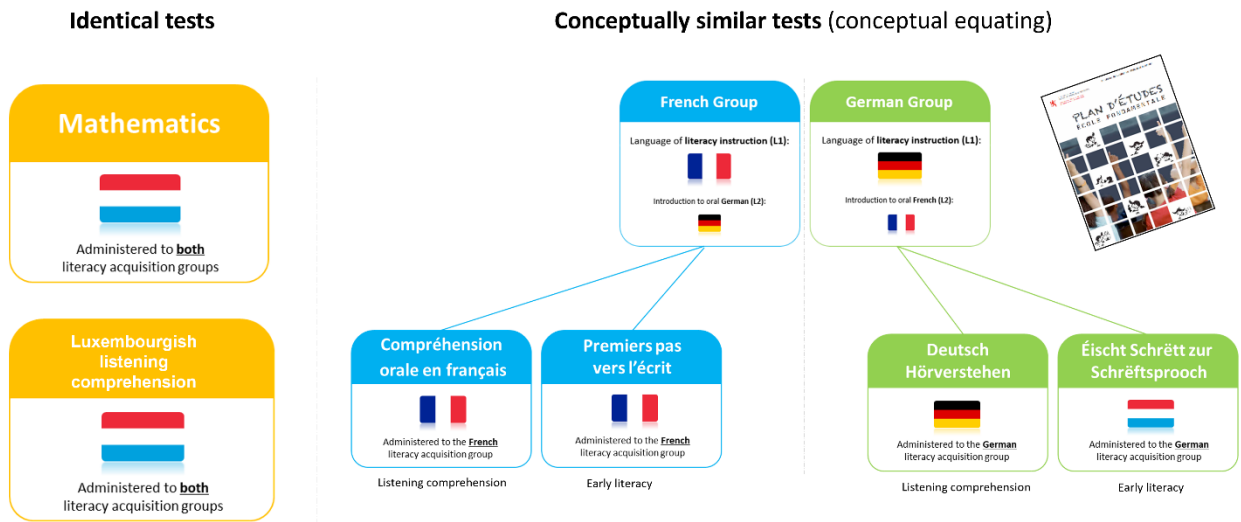 Identical tests
Conceptually similar tests (conceptual equating)
Mathematics
Administered to both
literacy acquisition groups
Luxembourgish
listening
comprehension
Administered to both
literacy acquisition groups
French Group
Language of literacy instruction (L1):
Introduction to oral German (L2):
German Group
Language of literacy instruction (L1):
Introduction to oral French (L2):
PLAN D'ÉTUDES
ÉCOLE FONDAMENTALE
Compréhension
orale en français
Administered to the French
literacy acquisition group
Listening comprehension
Premiers pas
vers l'écrit
Administered to the French
literacy acquisition group
Early literacy
Deutsch
Hörverstehen
Administered to the German
literacy acquisition group
Listening comprehension
Éischt Schrëtt zur
Schrëftsprooch
Administered to the German
literacy acquisition group
Early literacy